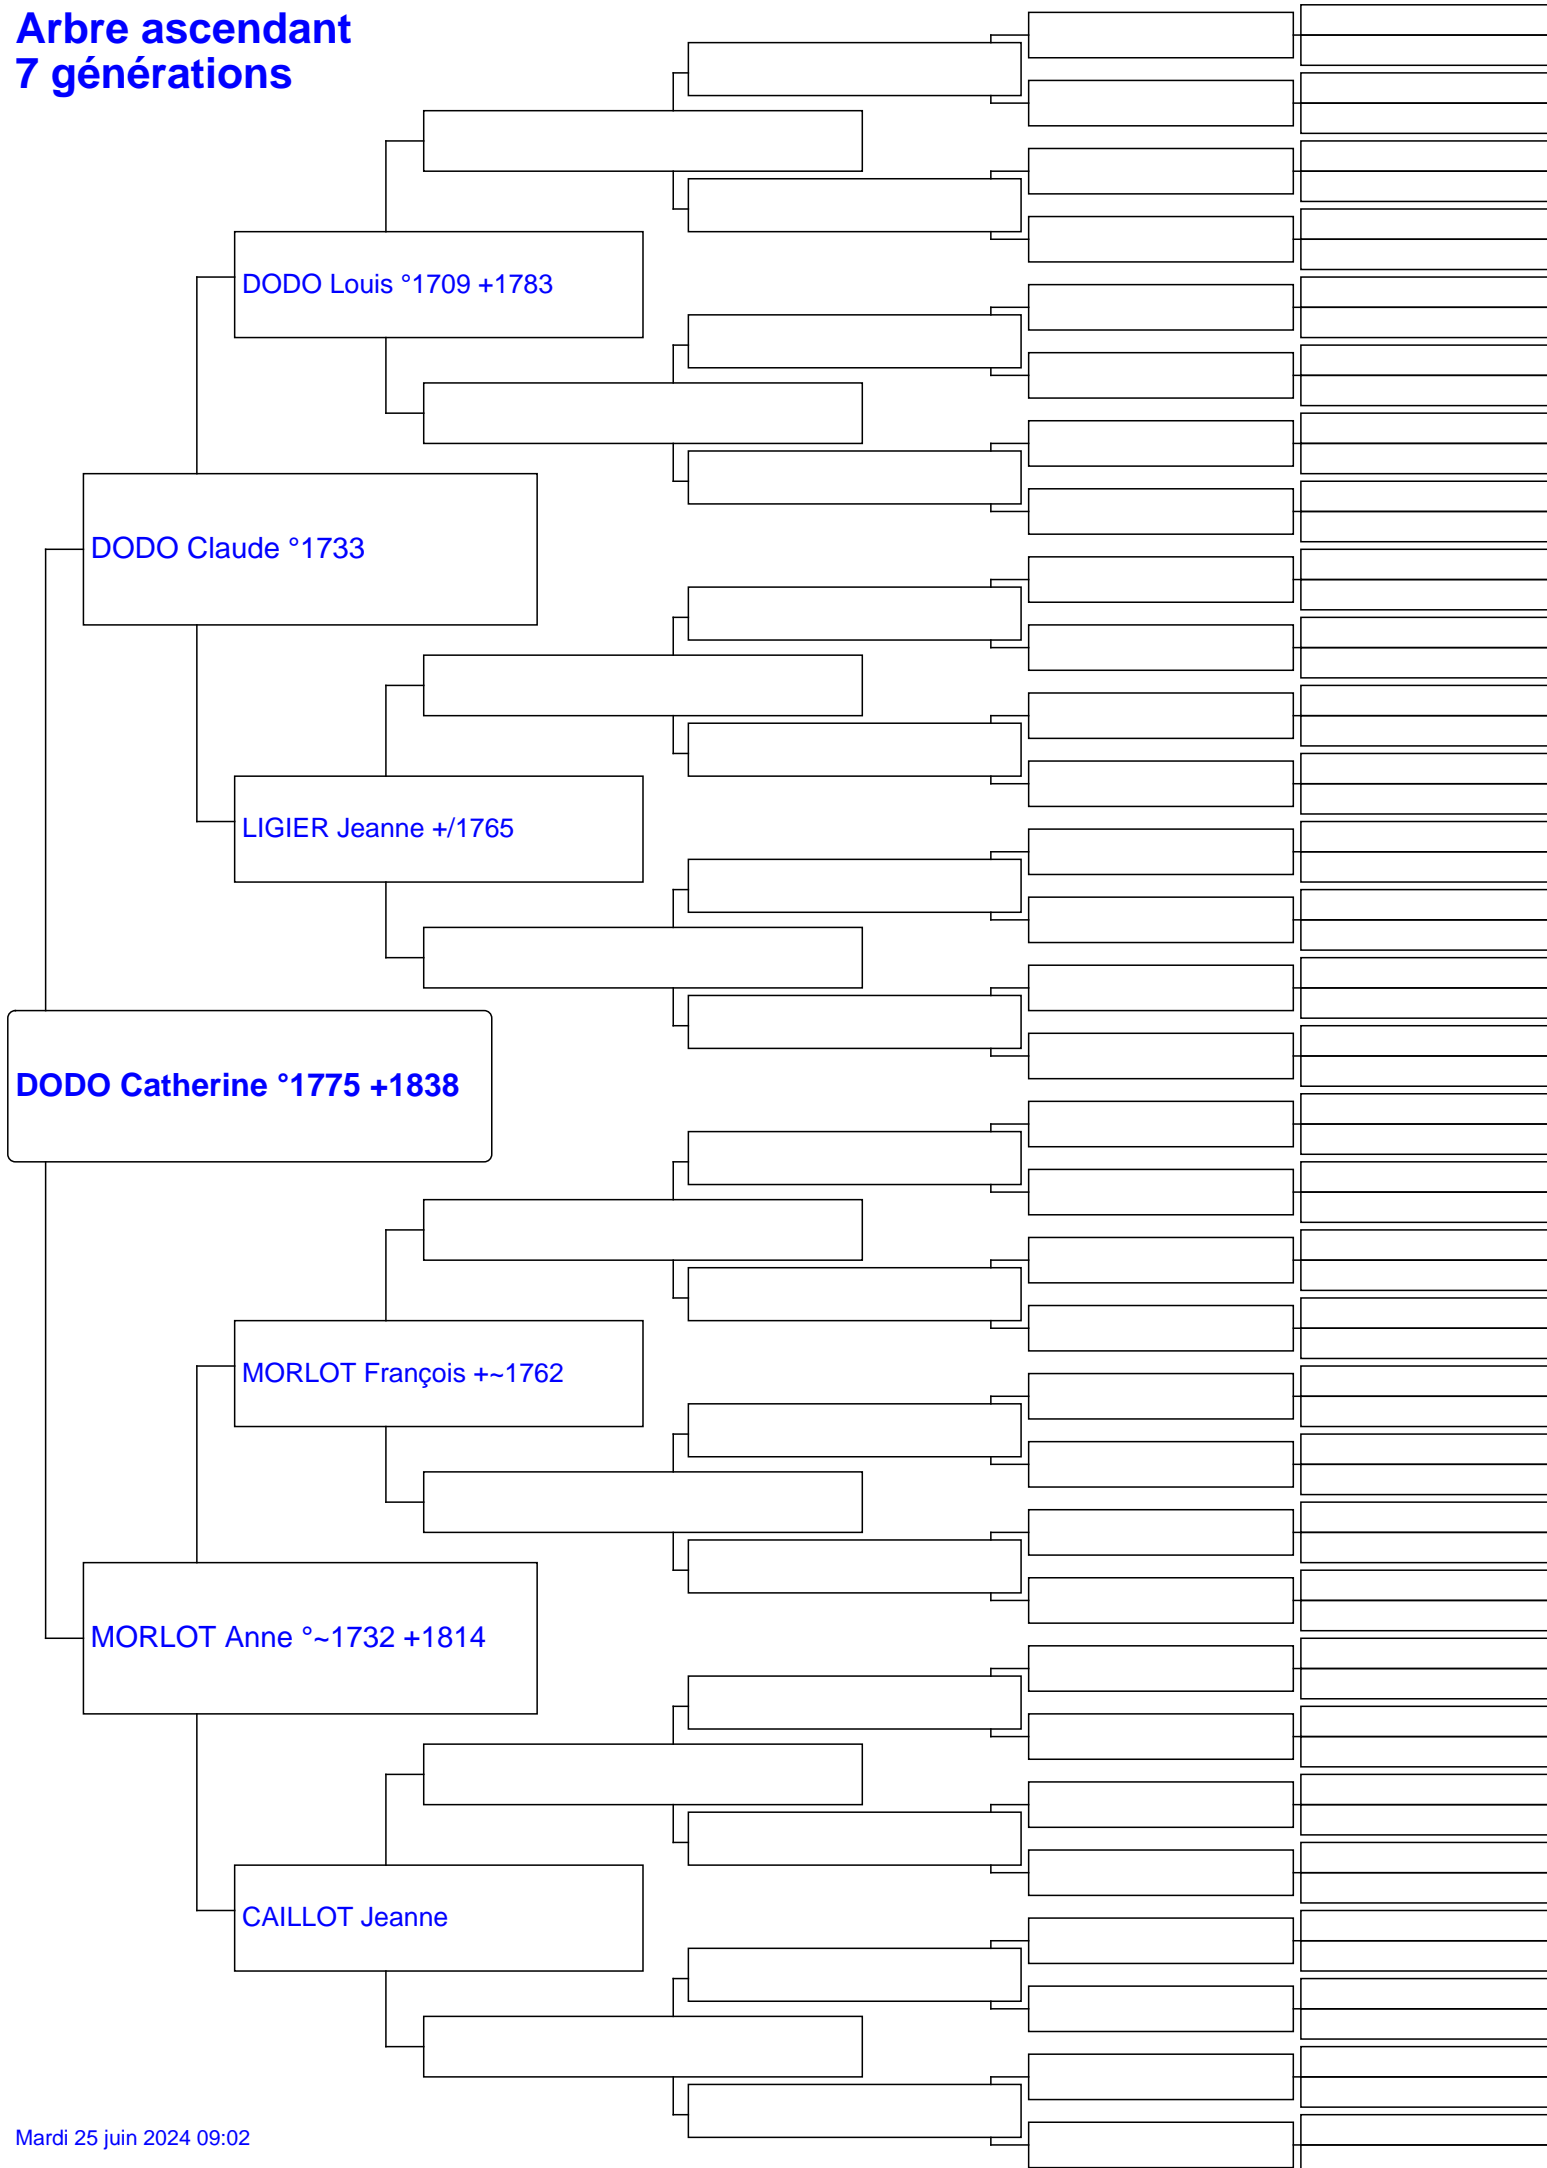 Arbre ascendant
7 générations
DODO Louis °1709 +1783
DODO Claude °1733
LIGIER Jeanne +/1765
DODO Catherine °1775 +1838
MORLOT François +~1762
MORLOT Anne °~1732 +1814
CAILLOT Jeanne
Mardi 25 juin 2024 09:02